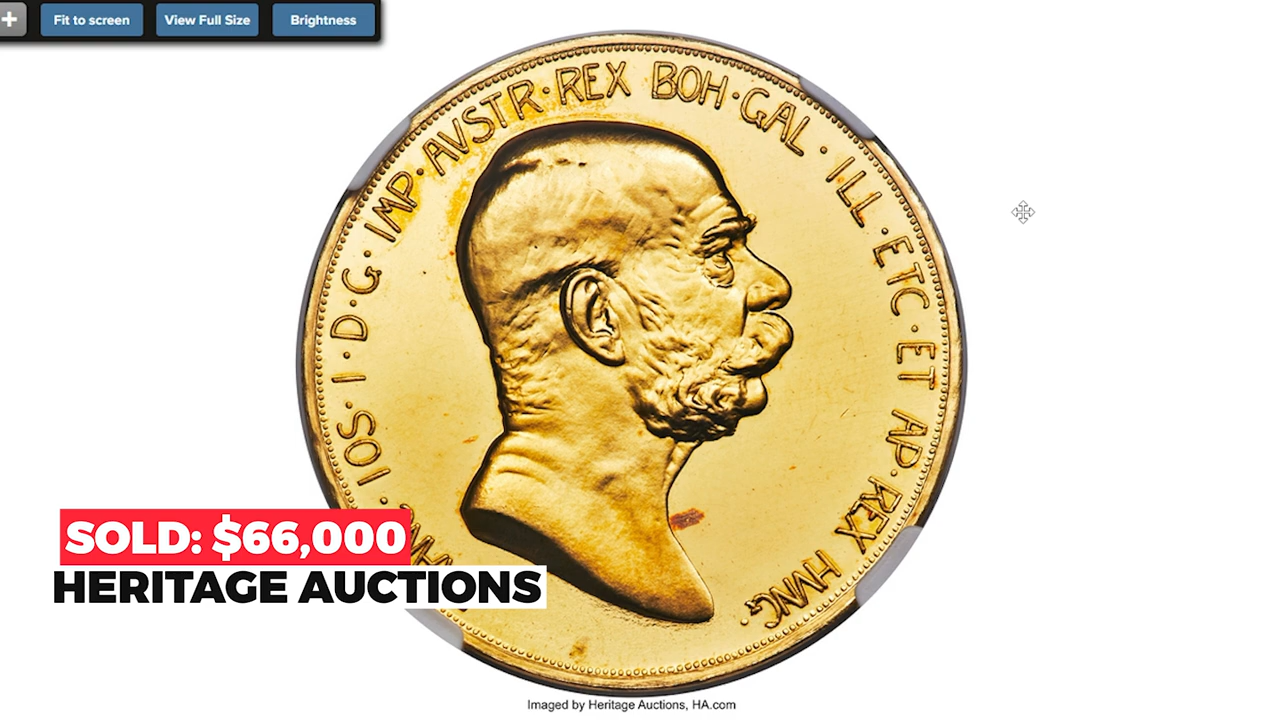 Fit to screen
View Full Size
Brightness
IOS · I · D · G · IMP · AVSTR · REX BOH · GAL · ILL · ETC · ET AP · REX HVNG ·
SOLD: $66,000
HERITAGE AUCTIONS
Imaged by Heritage Auctions, HA.com